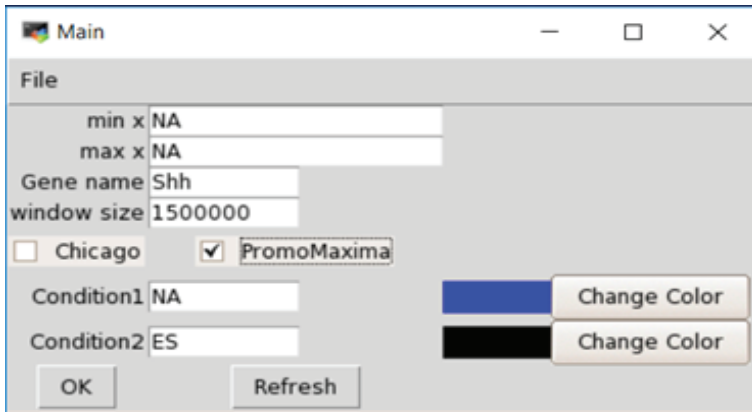 Main
File
min x NA
max x NA
Gene name Shh
window size 1500000
Chicago PromoMaxima
Condition1 NA Change Color
Condition2 ES Change Color
OK Refresh